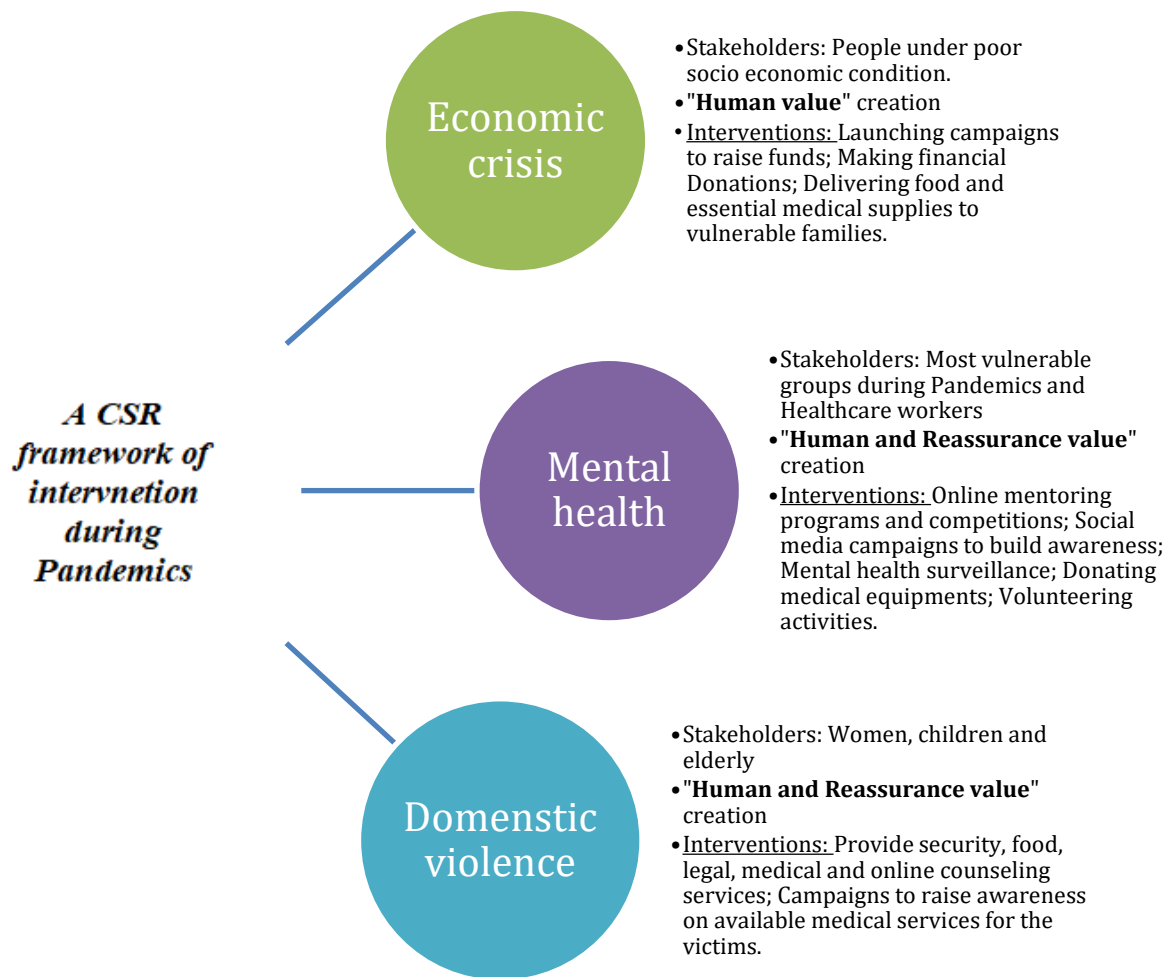 A CSR
framework of
intervnetion
during
Pandemics
Economic
crisis
•Stakeholders: People under poor
socio economic condition.
•"Human value" creation
•Interventions: Launching campaigns
to raise funds; Making financial
Donations; Delivering food and
essential medical supplies to
vulnerable families.
Mental
health
•Stakeholders: Most vulnerable
groups during Pandemics and
Healthcare workers
•"Human and Reassurance value"
creation
•Interventions: Online mentoring
programs and competitions; Social
media campaigns to build awareness;
Mental health surveillance; Donating
medical equipments; Volunteering
activities.
Domenstic
violence
•Stakeholders: Women, children and
elderly
•"Human and Reassurance value"
creation
•Interventions: Provide security, food,
legal, medical and online counseling
services; Campaigns to raise awareness
on available medical services for the
victims.